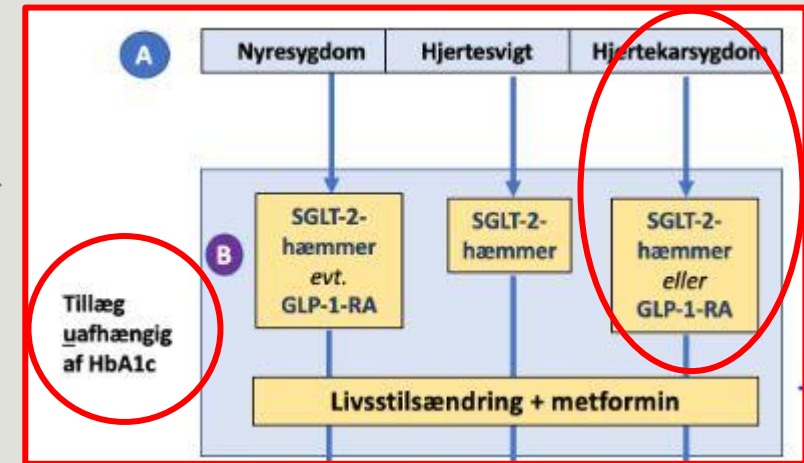 A
Nyresygdom
Hjertesvigt
Hjertekarsygdom
B
SGLT-2-
hæmmer
evt.
GLP-1-RA
SGLT-2-
hæmmer
SGLT-2-
hæmmer
eller
GLP-1-RA
Tillæg
uafhængig
af HbA1c
Livsstilsændring + metformin